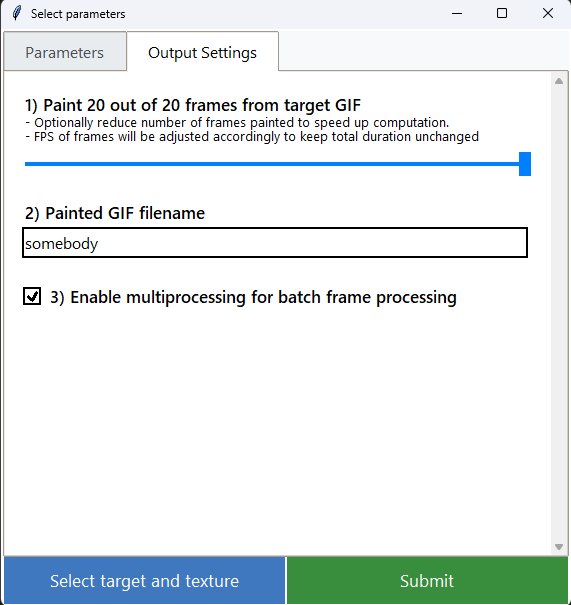 Select parameters
Parameters
Output Settings
1) Paint 20 out of 20 frames from target GIF
- Optionally reduce number of frames painted to speed up computation.
- FPS of frames will be adjusted accordingly to keep total duration unchanged
2) Painted GIF filename
somebody
3) Enable multiprocessing for batch frame processing
Select target and texture
Submit